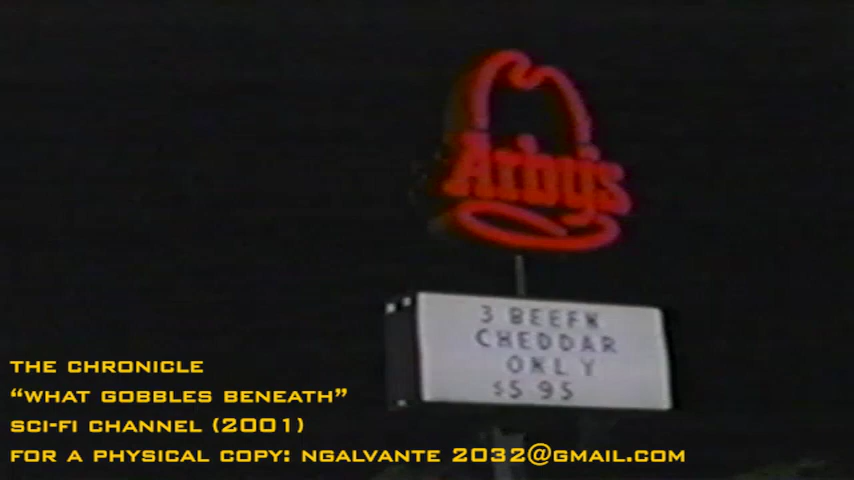 Arby's
3 BEEFN
CHEDDAR
ONLY
$5.95
THE CHRONICLE
“WHAT GOBBLES BENEATH”
SCI-FI CHANNEL (2001)
FOR A PHYSICAL COPY: NGALVANTE 2032@GMAIL.COM